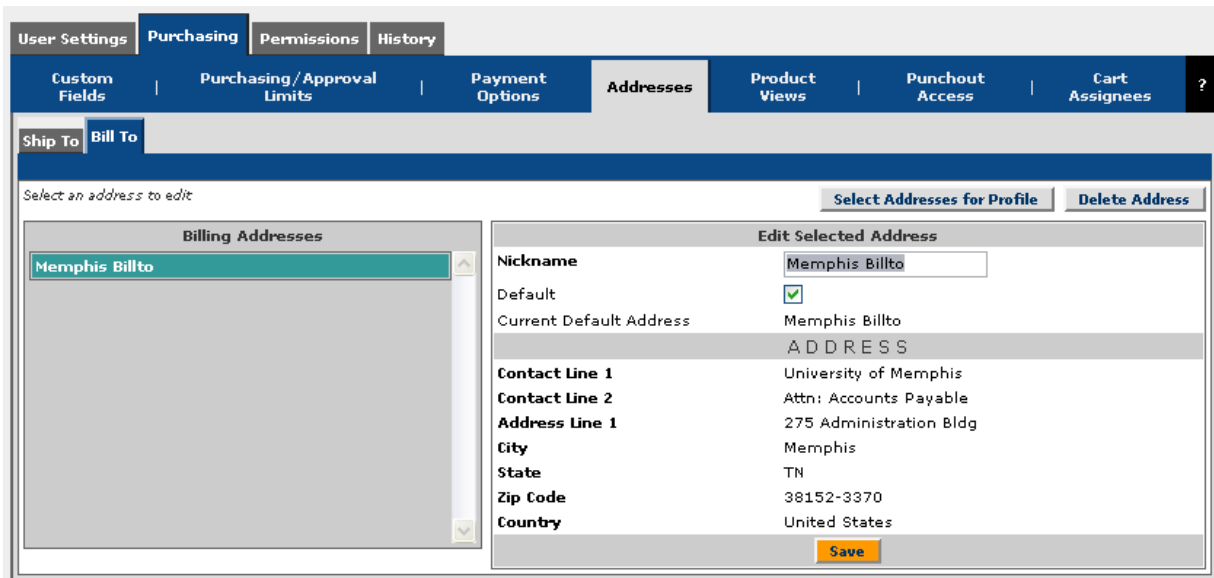 User Settings Purchasing Permissions History
Custom Fields | Purchasing/Approval Limits | Payment Options Addresses Product Views | Punchout Access | Cart Assignees ?
Ship To Bill To
Select an address to edit
Select Addresses for Profile Delete Address
Billing Addresses
Memphis Billto
Edit Selected Address
Nickname Memphis Billto
Default
Current Default Address Memphis Billto
ADDRESS
Contact Line 1 University of Memphis
Contact Line 2 Attn: Accounts Payable
Address Line 1 275 Administration Bldg
City Memphis
State TN
Zip Code 38152-3370
Country United States
Save